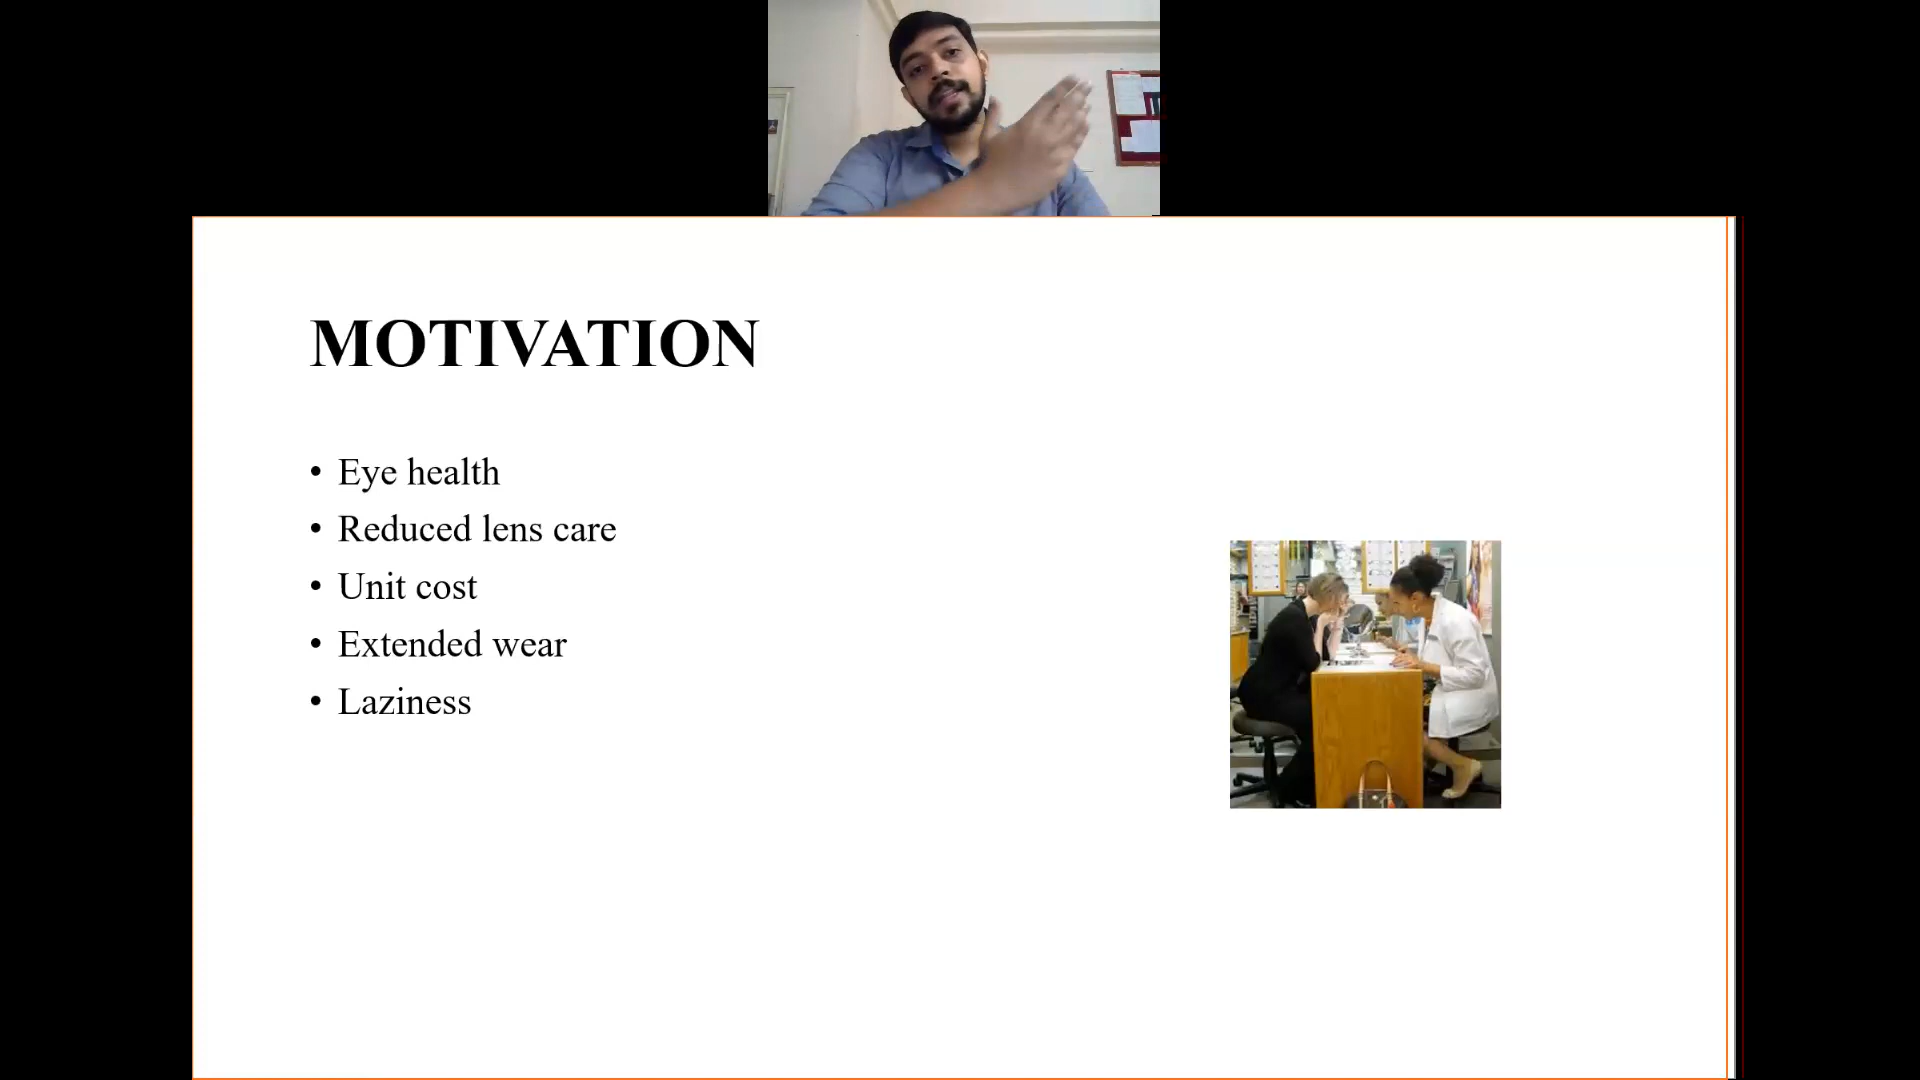 MOTIVATION
• Eye health
• Reduced lens care
• Unit cost
• Extended wear
• Laziness